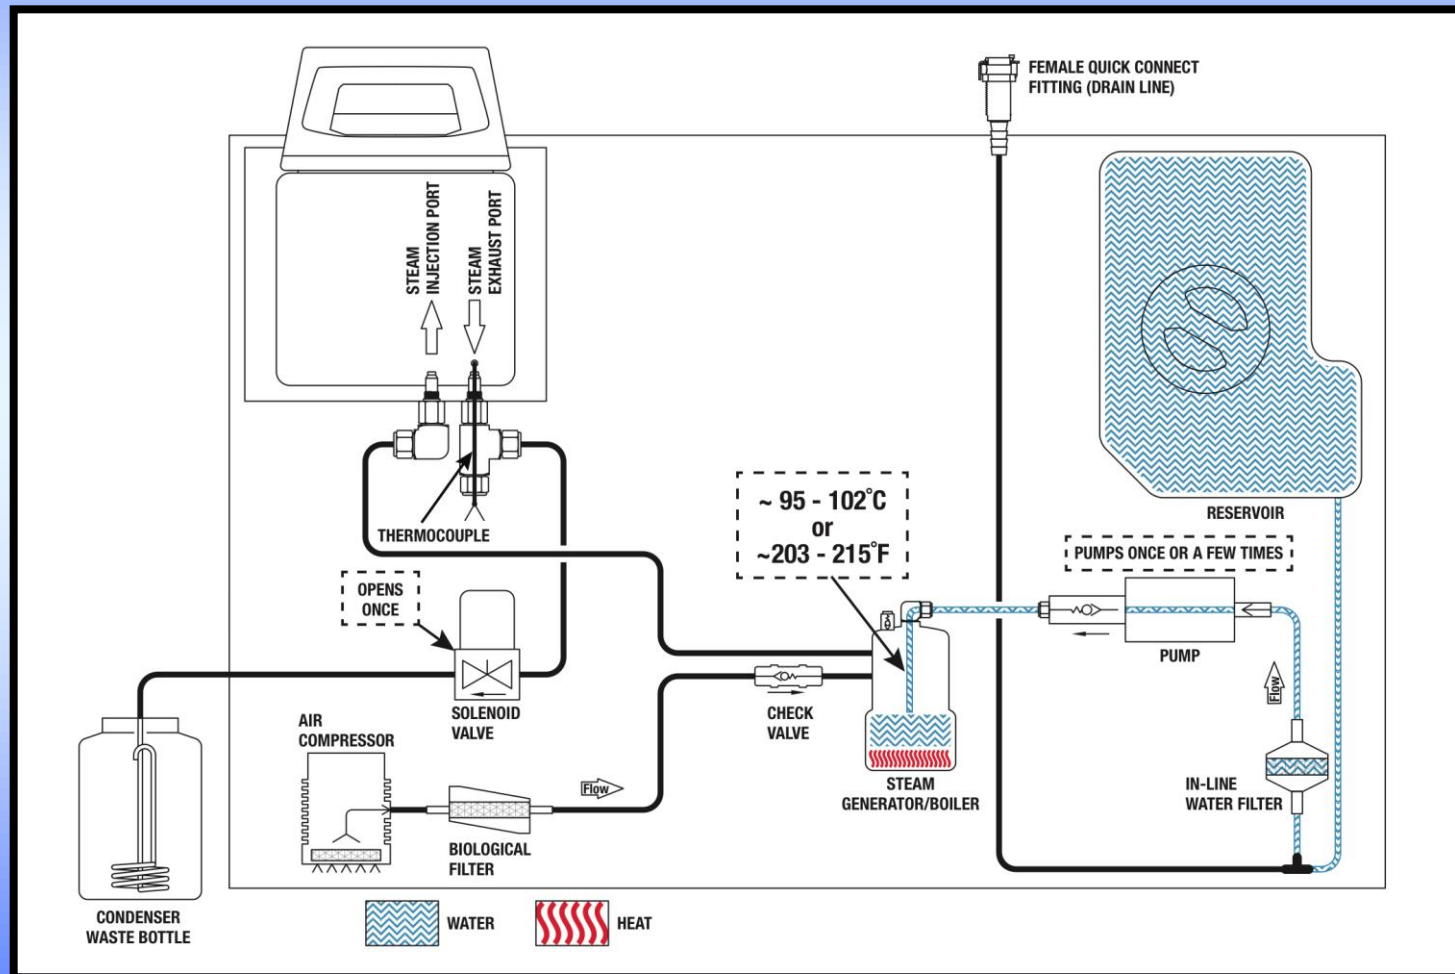 FEMALE QUICK CONNECT
FITTING (DRAIN LINE)
STEAM
INJECTION PORT
STEAM
EXHAUST PORT
THERMOCOUPLE
~ 95 - 102°C
or
~203 - 215°F
RESERVOIR
PUMPS ONCE OR A FEW TIMES
OPENS
ONCE
PUMP
SOLENOID
VALVE
CHECK
VALVE
Flow
AIR
COMPRESSOR
Flow
STEAM
GENERATOR/BOILER
IN-LINE
WATER FILTER
BIOLOGICAL
FILTER
CONDENSER
WASTE BOTTLE
WATER
HEAT